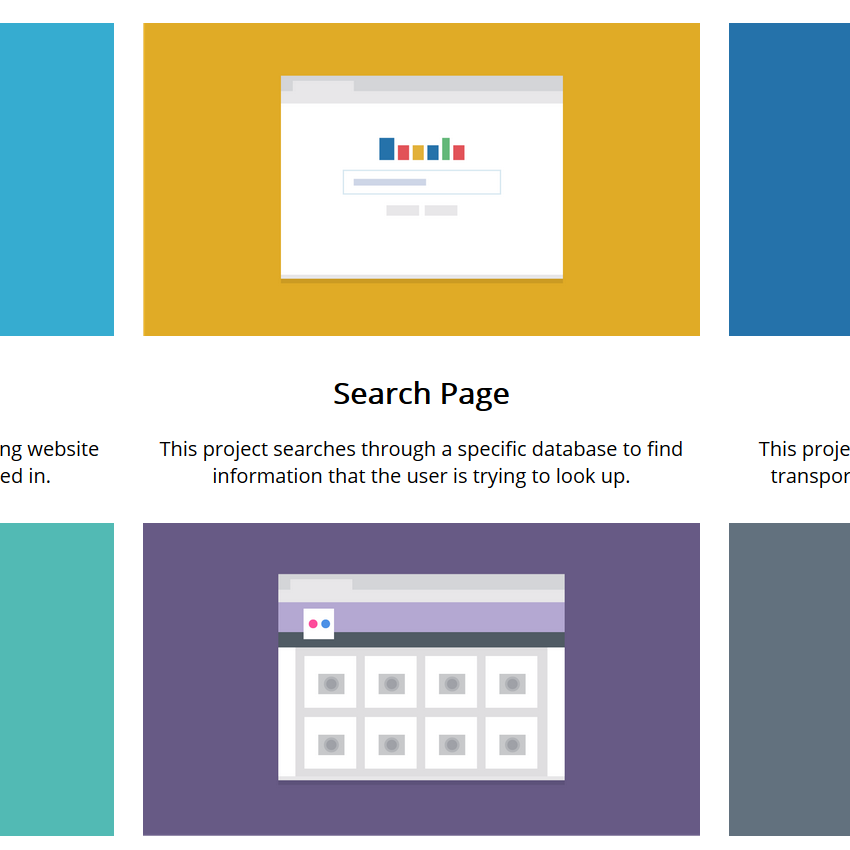 Search Page
ng website
ed in.
This project searches through a specific database to find
information that the user is trying to look up.
This proje
transpor